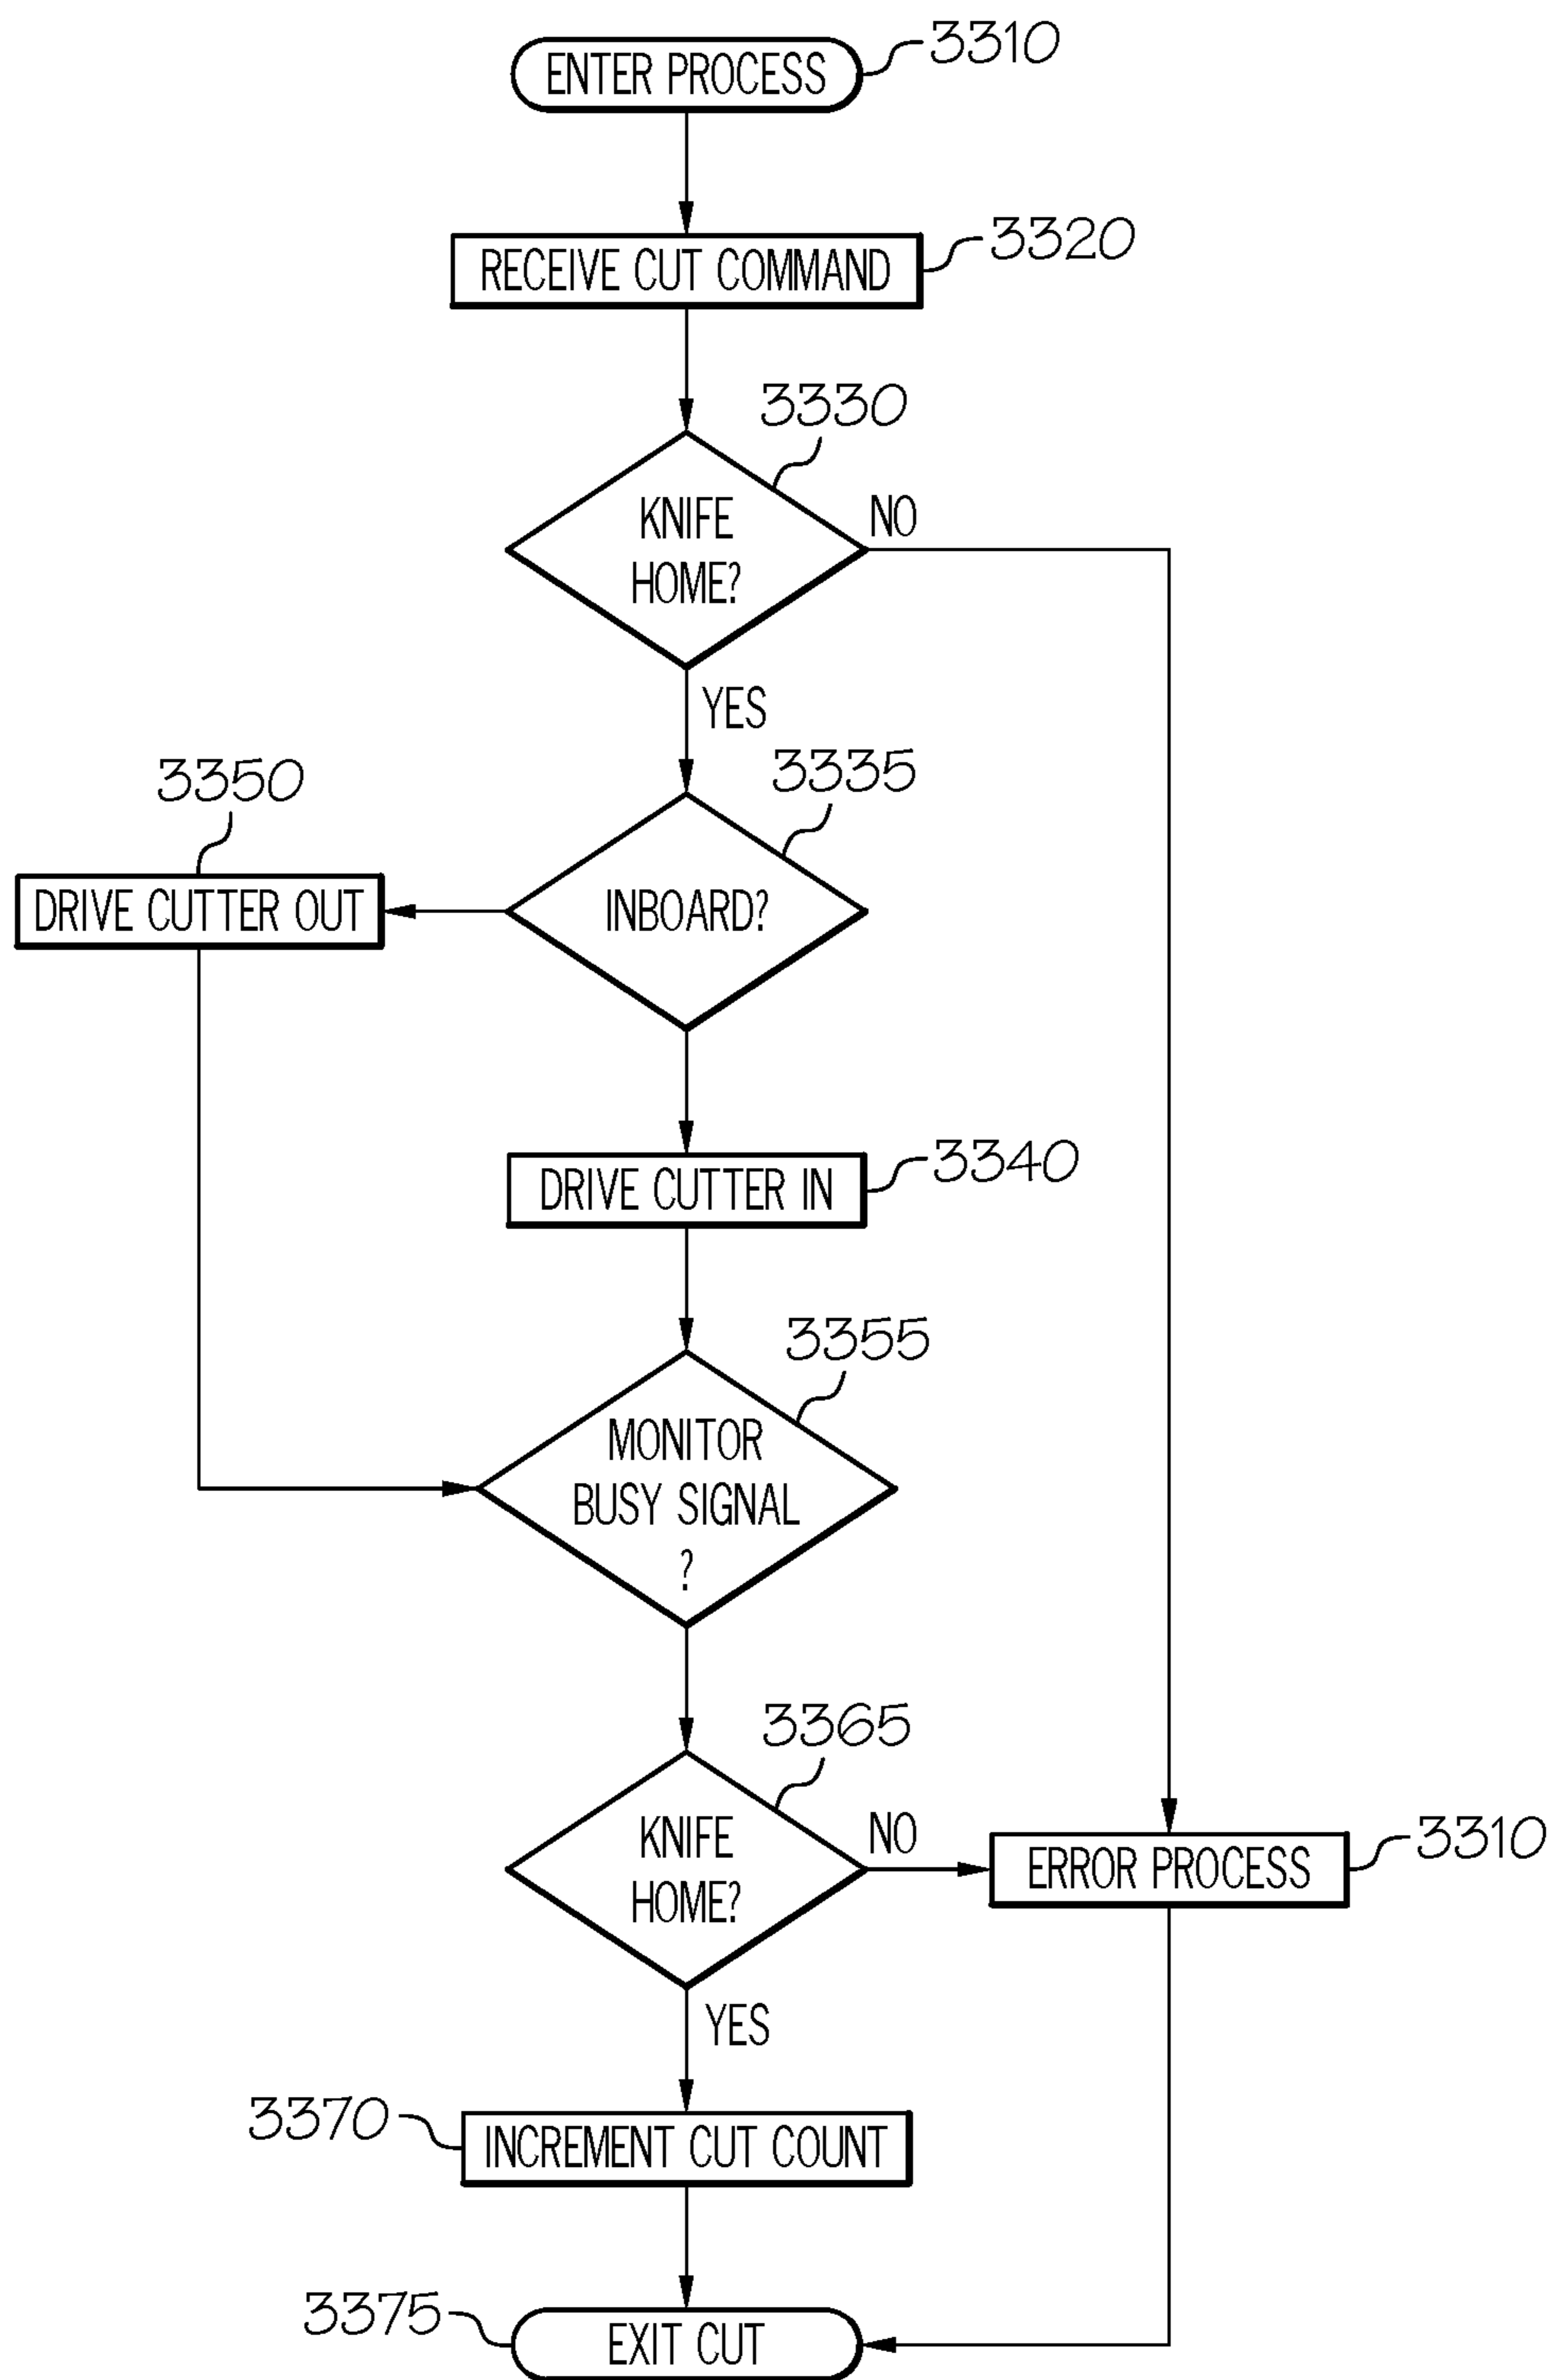 ENTER PROCESS
3310
RECEIVE CUT COMMAND
3320
3330
KNIFE
HOME?
NO
YES
3335
3350
DRIVE CUTTER OUT
INBOARD?
DRIVE CUTTER IN
3340
3355
MONITOR
BUSY SIGNAL
?
3365
KNIFE
HOME?
NO
ERROR PROCESS
3310
YES
3370
INCREMENT CUT COUNT
3375
EXIT CUT